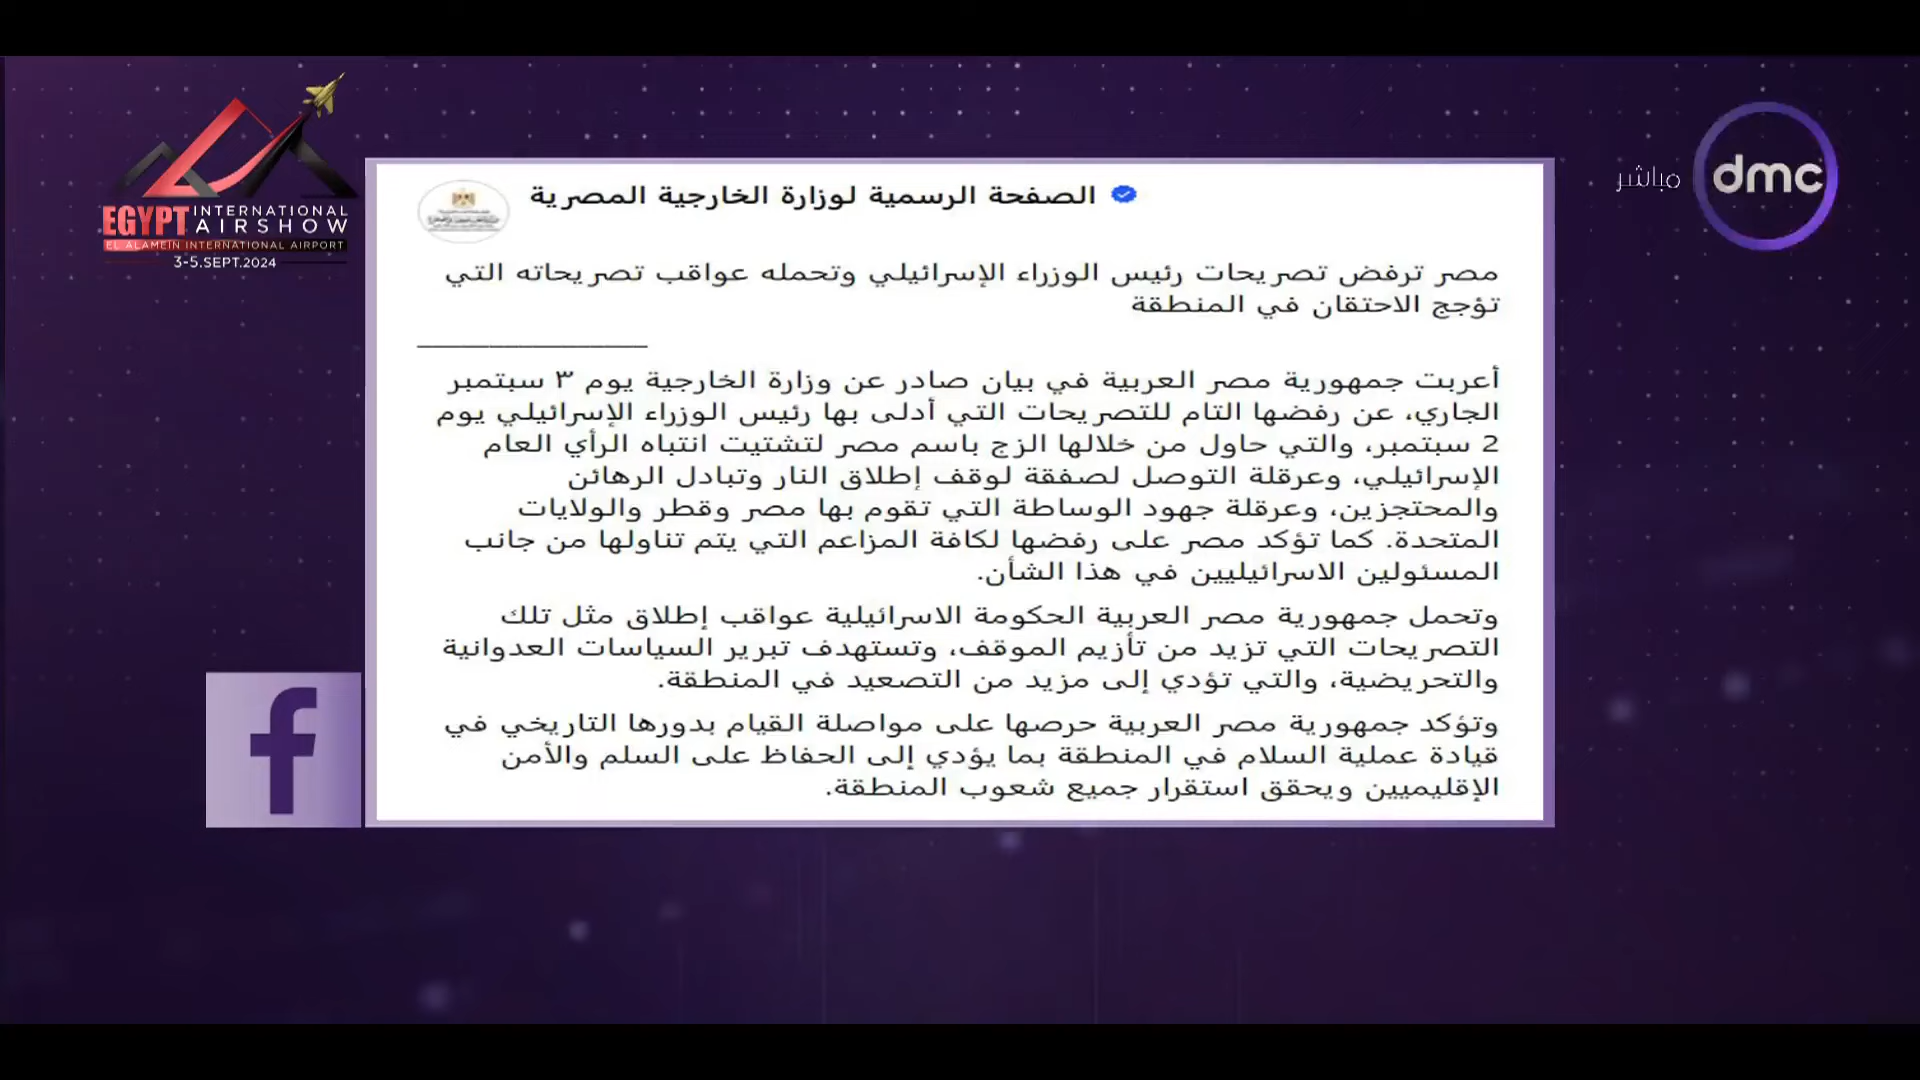 EGYPT INTERNATIONAL AIRSHOW
EL ALAMEIN INTERNATIONAL AIRPORT
3-5.SEPT.2024
مباشر
dmc
الصفحة الرسمية لوزارة الخارجية المصرية
مصر ترفض تصريحات رئيس الوزراء الإسرائيلي وتحمله عواقب تصريحاته التي
تؤجج الاحتقان في المنطقة
أعربت جمهورية مصر العربية في بيان صادر عن وزارة الخارجية يوم ٣ سبتمبر
الجاري، عن رفضها التام للتصريحات التي أدلى بها رئيس الوزراء الإسرائيلي يوم
2 سبتمبر، والتي حاول من خلالها الزج باسم مصر لتشتيت انتباه الرأي العام
الإسرائيلي، وعرقلة التوصل لصفقة لوقف إطلاق النار وتبادل الرهائن
والمحتجزين، وعرقلة جهود الوساطة التي تقوم بها مصر وقطر والولايات
المتحدة. كما تؤكد مصر على رفضها لكافة المزاعم التي يتم تناولها من جانب
المسئولين الاسرائيليين في هذا الشأن.
وتحمل جمهورية مصر العربية الحكومة الاسرائيلية عواقب إطلاق مثل تلك
التصريحات التي تزيد من تأزيم الموقف، وتستهدف تبرير السياسات العدوانية
والتحريضية، والتي تؤدي إلى مزيد من التصعيد في المنطقة.
وتؤكد جمهورية مصر العربية حرصها على مواصلة القيام بدورها التاريخي في
قيادة عملية السلام في المنطقة بما يؤدي إلى الحفاظ على السلم والأمن
الإقليميين ويحقق استقرار جميع شعوب المنطقة.
f